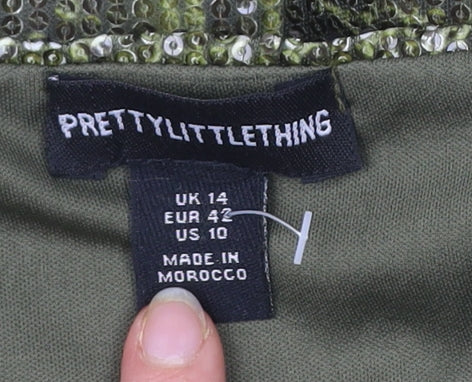 PRETTYLITTLETHING
UK 14
EUR 42
US 10
MADE IN
MOROCCO